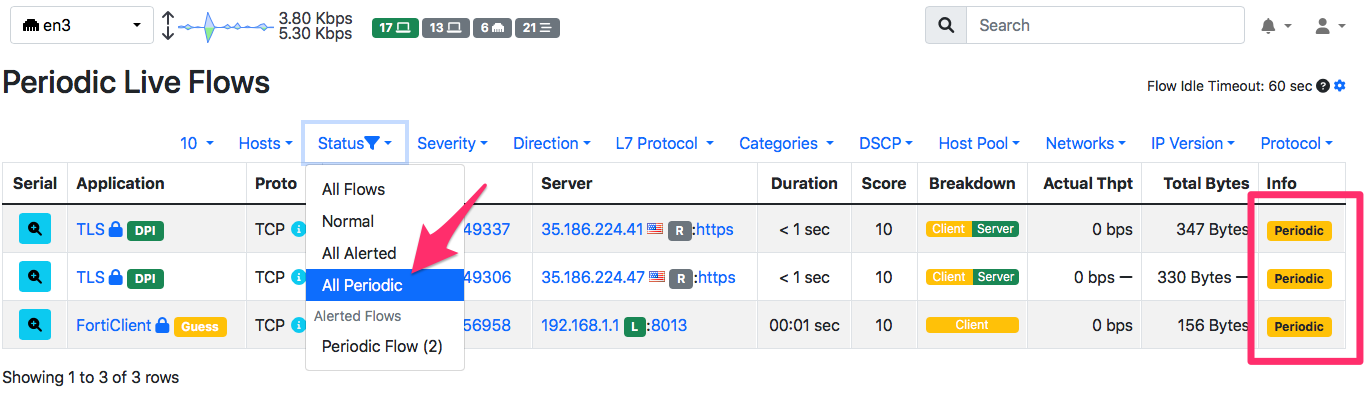 en3
3.80 Kbps
5.30 Kbps
17
13
6
21
Search
Periodic Live Flows
Flow Idle Timeout: 60 sec
10 Hosts Status Severity Direction L7 Protocol Categories DSCP Host Pool Networks IP Version Protocol
Serial Application Proto Server Duration Score Breakdown Actual Thpt Total Bytes Info
All Flows
Normal
All Alerted
All Periodic
Alerted Flows
Periodic Flow (2)
TLS DPI TCP 49337 35.186.224.41 R :https < 1 sec 10 Client Server 0 bps 347 Bytes Periodic
TLS DPI TCP 49306 35.186.224.47 R :https < 1 sec 10 Client Server 0 bps — 330 Bytes — Periodic
FortiClient Guess TCP 56958 192.168.1.1 L :8013 00:01 sec 10 Client 0 bps 156 Bytes Periodic
Showing 1 to 3 of 3 rows